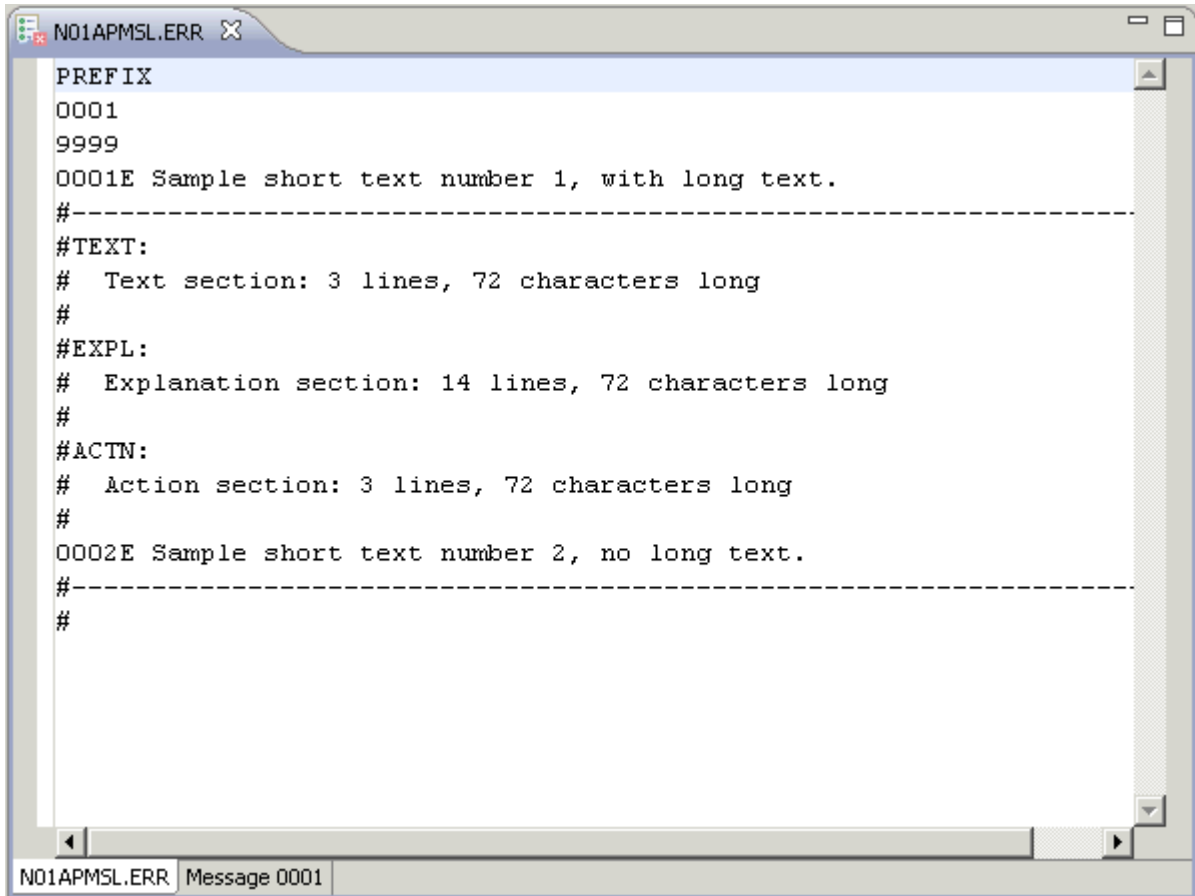 N01APMSL.ERR
PREFIX
0001
9999
0001E Sample short text number 1, with long text.
#------------------------------------------------------------------
#TEXT:
#  Text section: 3 lines, 72 characters long
#
#EXPL:
#  Explanation section: 14 lines, 72 characters long
#
#ACTN:
#  Action section: 3 lines, 72 characters long
#
0002E Sample short text number 2, no long text.
#------------------------------------------------------------------
#
N01APMSL.ERR Message 0001